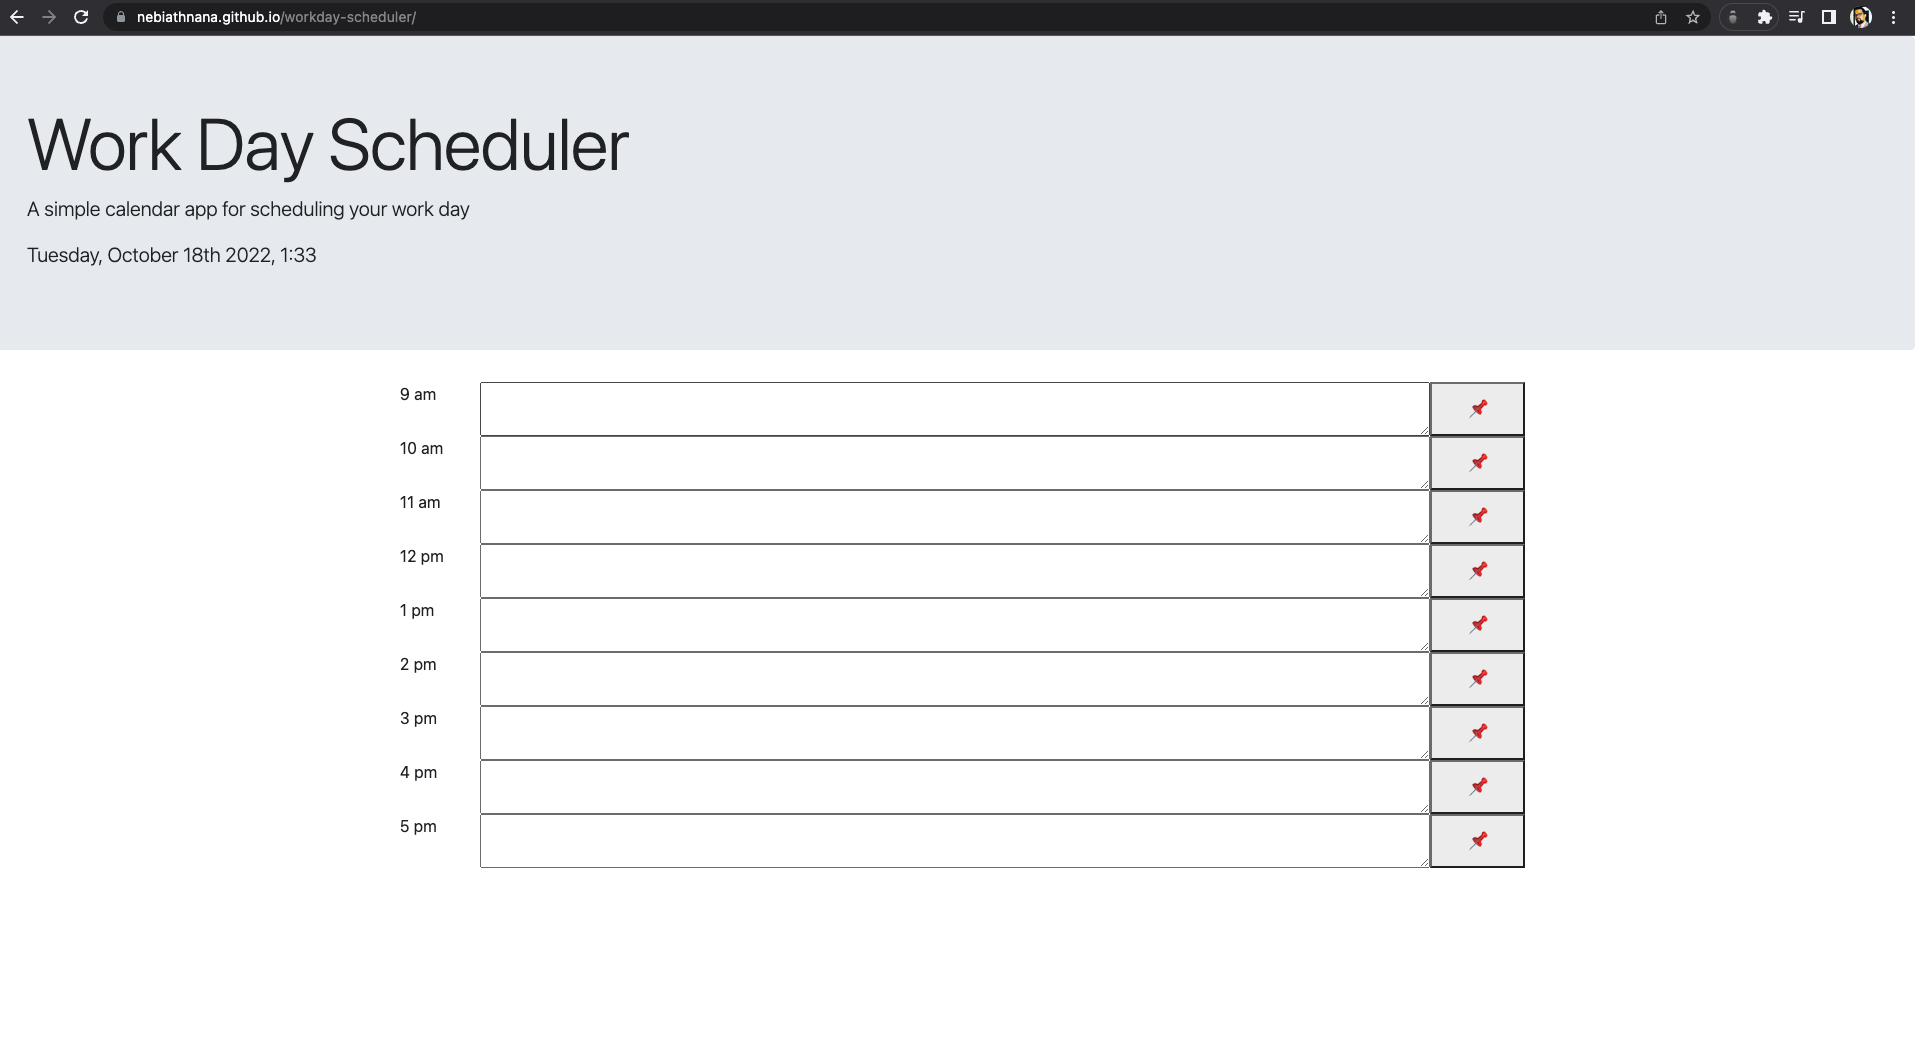 nebiathnana.github.io/workday-scheduler/
Work Day Scheduler
A simple calendar app for scheduling your work day
Tuesday, October 18th 2022, 1:33
9 am
10 am
11 am
12 pm
1 pm
2 pm
3 pm
4 pm
5 pm